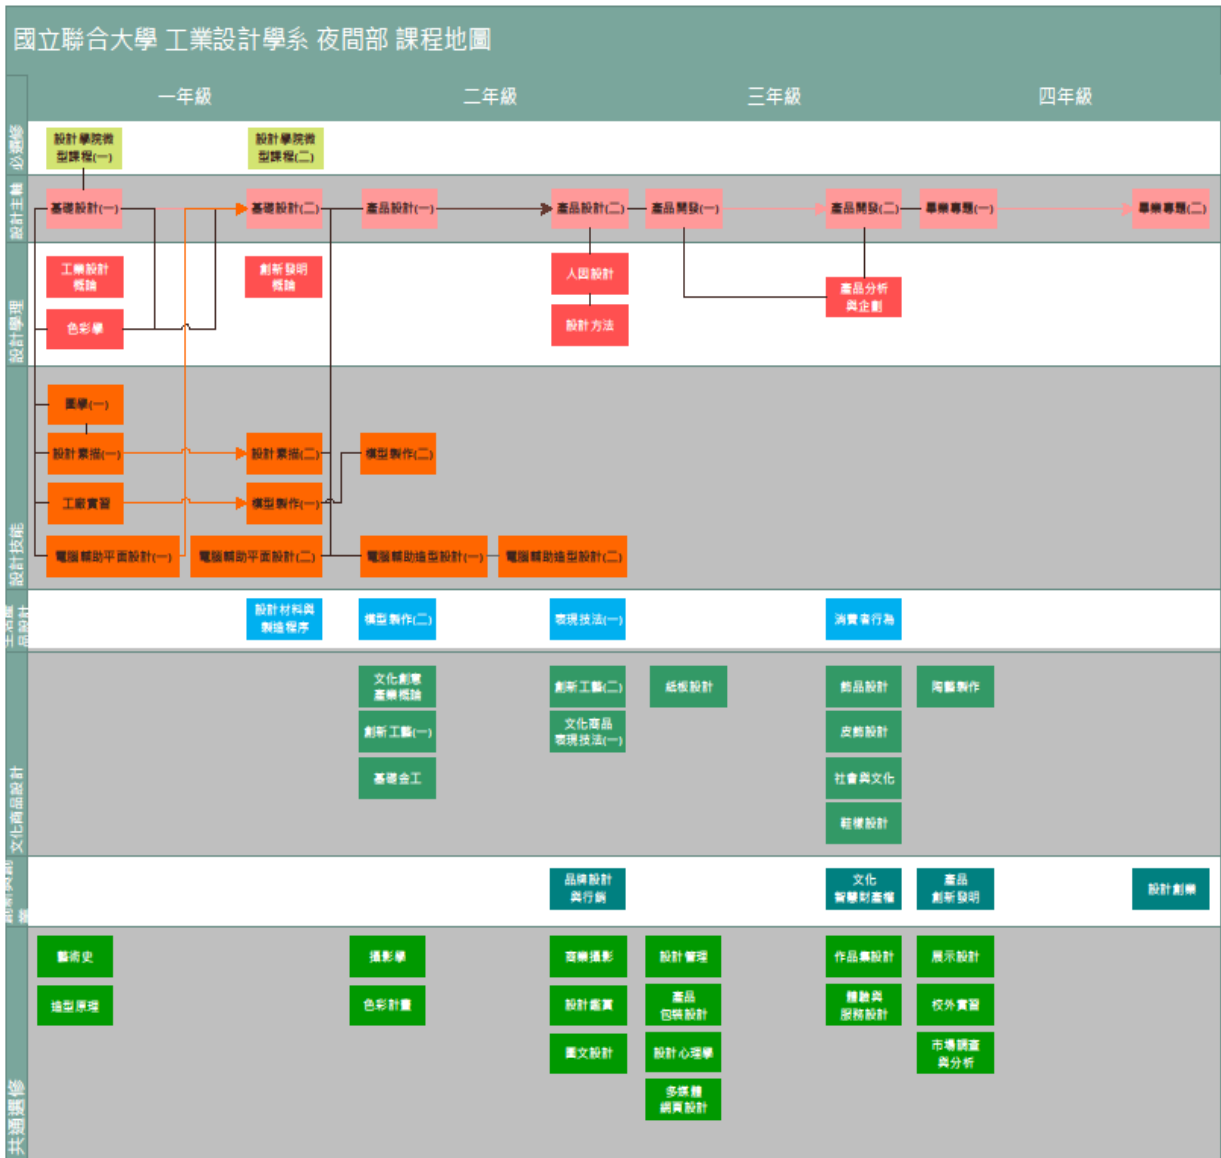 國立聯合大學 工業設計學系 夜間部 課程地圖
一年級
二年級
三年級
四年級
必選修
設計學院微
型課程(一)
設計學院微
型課程(二)
設計主軸
基礎設計(一)
基礎設計(二)
產品設計(一)
產品設計(二)
產品開發(一)
產品開發(二)
畢業專題(一)
畢業專題(二)
設計學理
工業設計
概論
創新發明
概論
人因設計
產品分析
與企劃
色彩學
設計方法
設計技能
圖學(一)
設計素描(一)
設計素描(二)
模型製作(二)
工廠實習
模型製作(一)
電腦輔助平面設計(一)
電腦輔助平面設計(二)
電腦輔助造型設計(一)
電腦輔助造型設計(二)
品設計
設計材料與
製造程序
模型製作(二)
表現技法(一)
消費者行為
文化商品設計
文化創意
產業概論
創新工藝(二)
紙板設計
飾品設計
陶藝製作
創新工藝(一)
文化商品
表現技法(一)
皮飾設計
基礎金工
社會與文化
鞋樣設計
品牌設計
與行銷
文化
智慧財產權
產品
創新發明
設計創業
共通選修
藝術史
攝影學
商業攝影
設計管理
作品集設計
展示設計
造型原理
色彩計畫
設計鑑賞
產品
包裝設計
體驗與
服務設計
校外實習
圖文設計
設計心理學
市場調查
與分析
多媒體
網頁設計